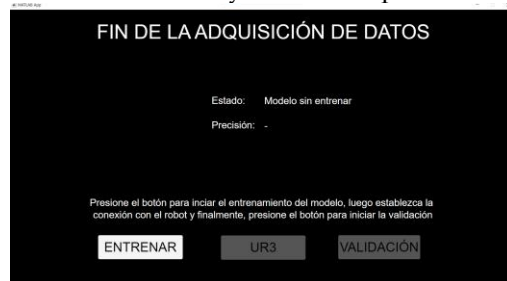 MATLAB App
FIN DE LA ADQUISICIÓN DE DATOS
Estado: Modelo sin entrenar
Precisión: -
Presione el botón para inciar el entrenamiento del modelo, luego establezca la
conexión con el robot y finalmente, presione el botón para iniciar la validación
ENTRENAR UR3 VALIDACIÓN